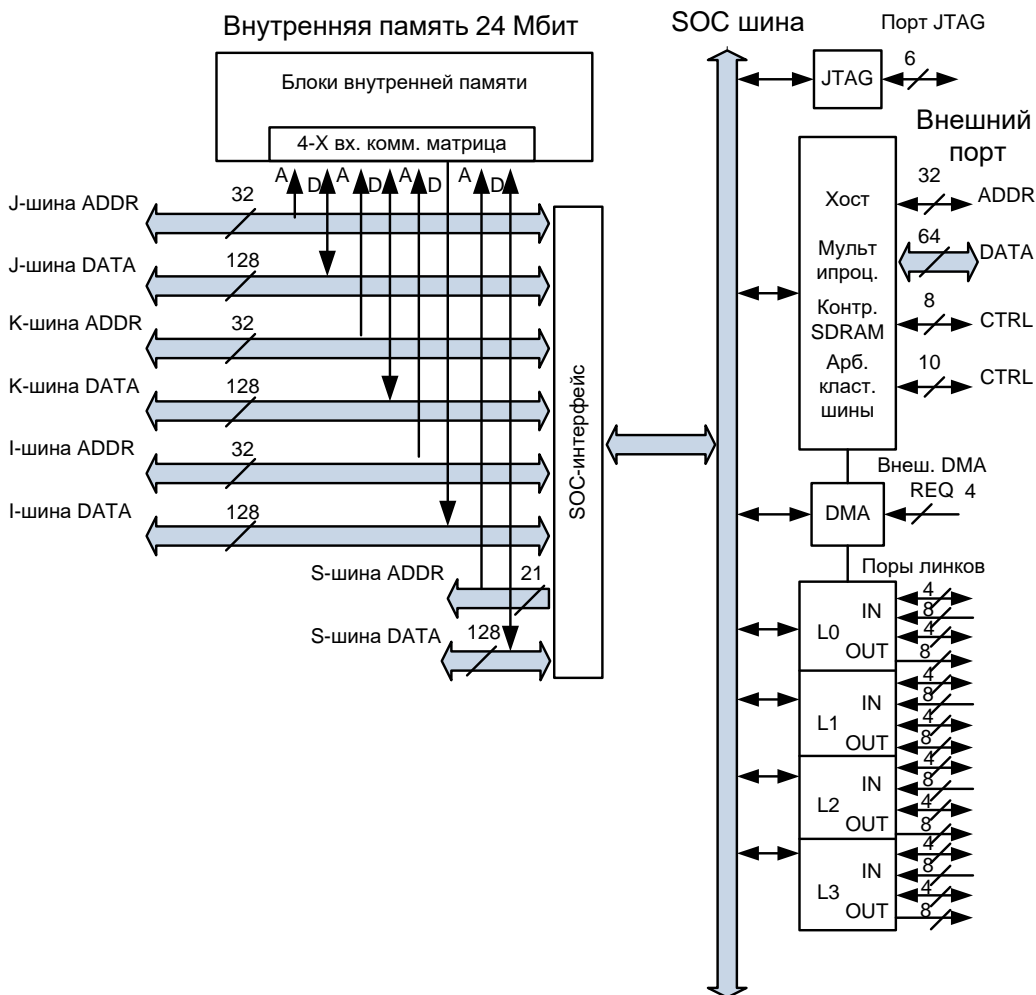 Внутренняя память 24 Мбит
SOC шина
Порт JTAG
Блоки внутренней памяти
JTAG
6
4-Х вх. комм. матрица
Внешний
порт
A
D
A
D
A
D
A
D
J-шина ADDR
32
J-шина DATA
128
K-шина ADDR
32
K-шина DATA
128
I-шина ADDR
32
I-шина DATA
128
S-шина ADDR
21
S-шина DATA
128
SOC-интерфейс
Хост
Мульт
ипроц.
Контр.
SDRAM
Арб.
класт.
шины
32
ADDR
64
DATA
8
CTRL
10
CTRL
Внеш. DMA
REQ 4
DMA
Поры линков
L0
IN
OUT
4
8
4
8
L1
IN
OUT
4
8
4
8
L2
IN
OUT
4
8
4
8
L3
IN
OUT
4
8
4
8